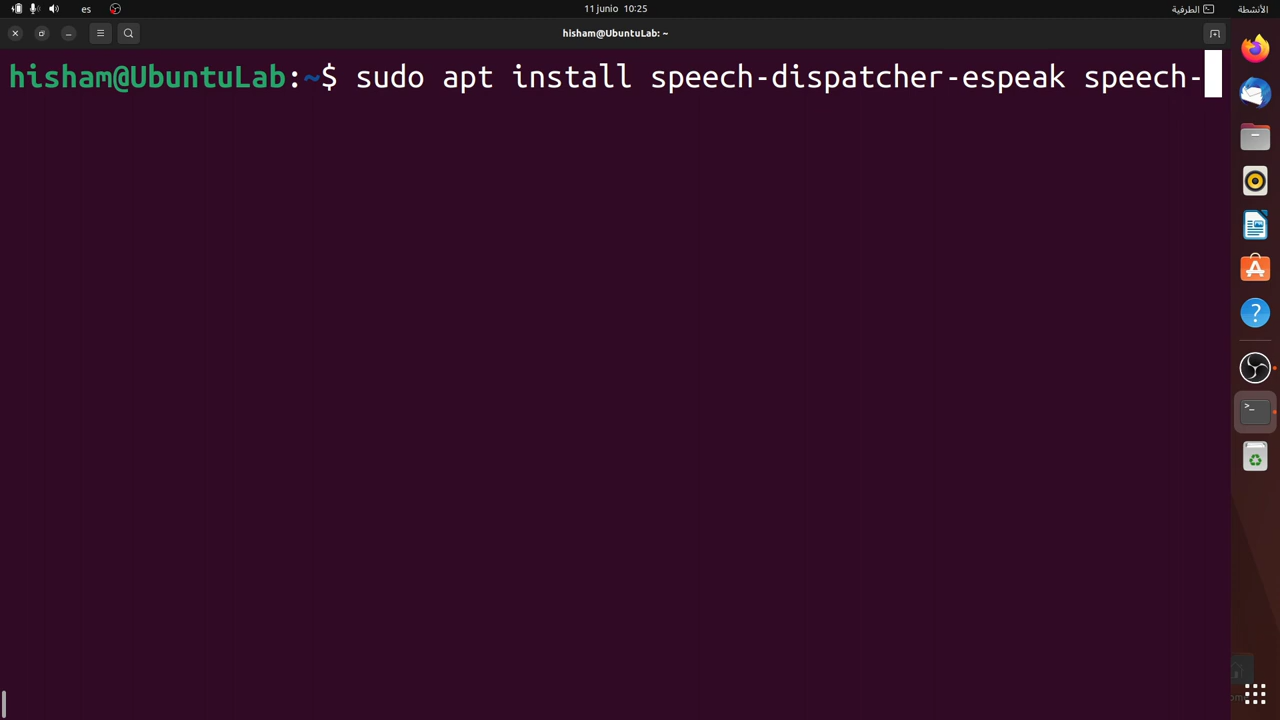 es
11 junio 10:25
الطرفية
الأنشطة
hisham@UbuntuLab: ~
hisham@UbuntuLab:~$ sudo apt install speech-dispatcher-espeak speech-